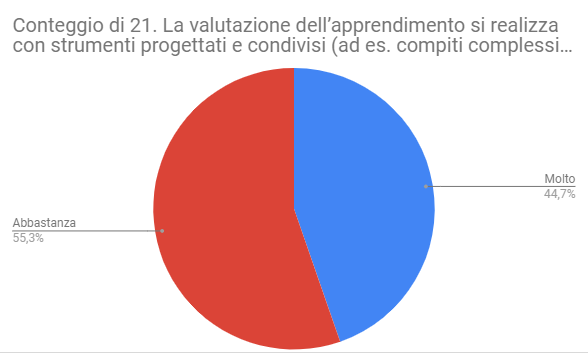 Conteggio di 21. La valutazione dell’apprendimento si realizza
con strumenti progettati e condivisi (ad es. compiti complessi…
Molto
44,7%
Abbastanza
55,3%